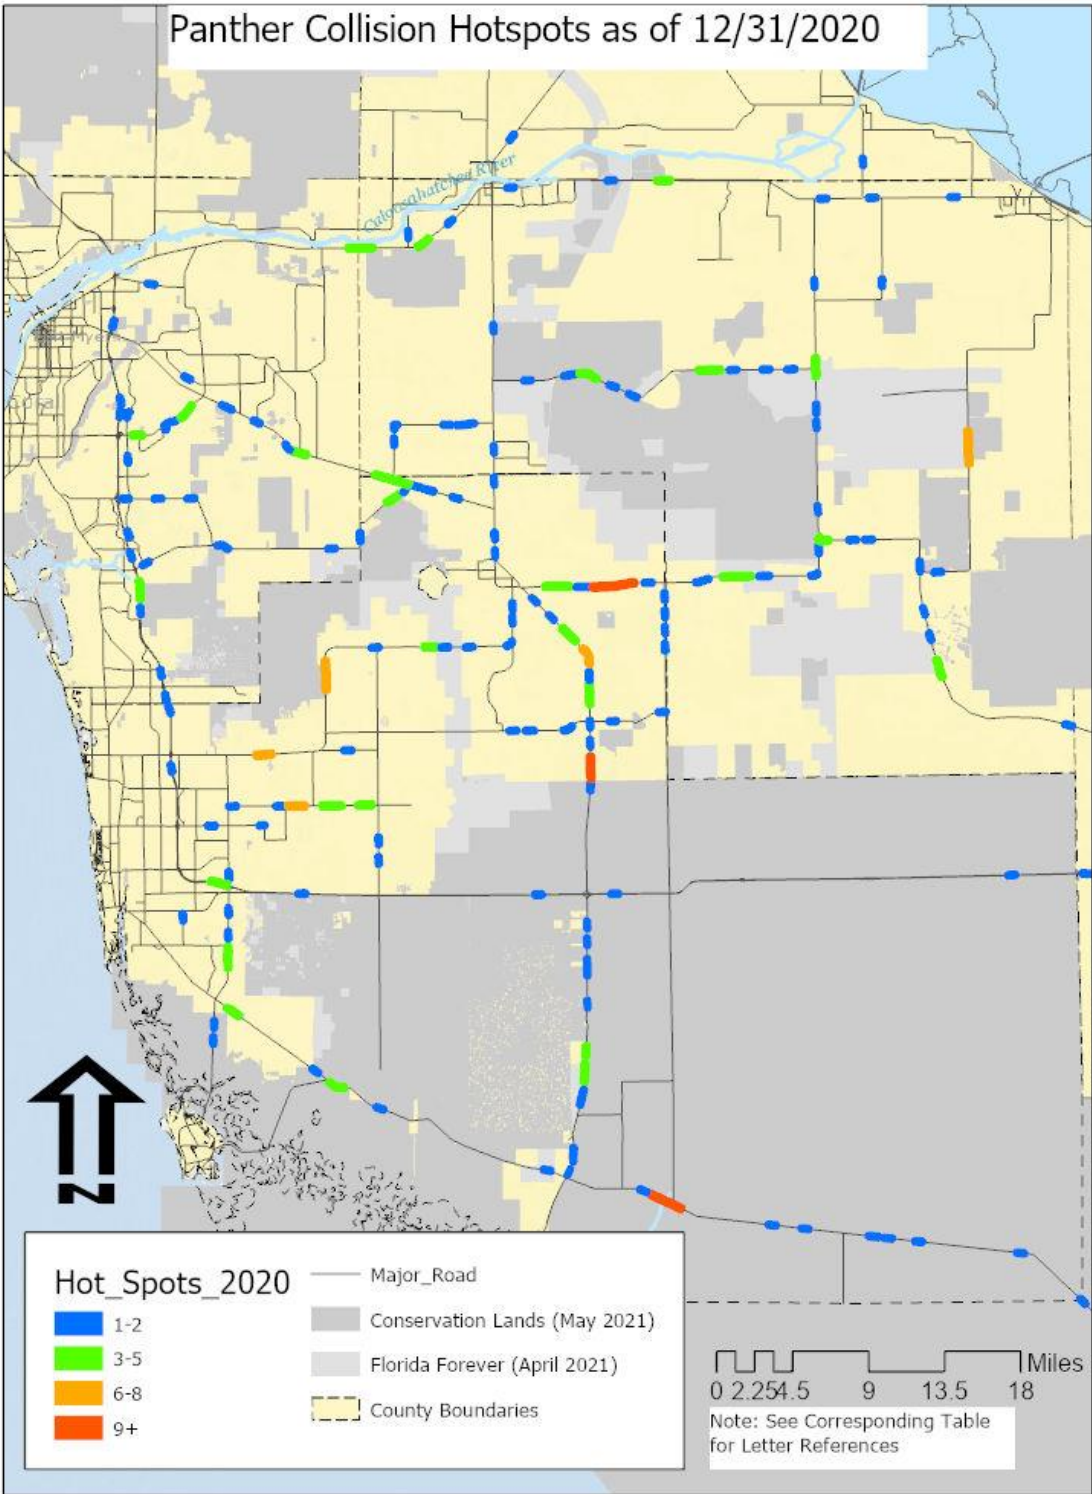 Panther Collision Hotspots as of 12/31/2020
Caloosahatchee River
N
Hot_Spots_2020
1-2
3-5
6-8
9+
Major_Road
Conservation Lands (May 2021)
Florida Forever (April 2021)
County Boundaries
Miles
0 2.254.5 9 13.5 18
Note: See Corresponding Table
for Letter References